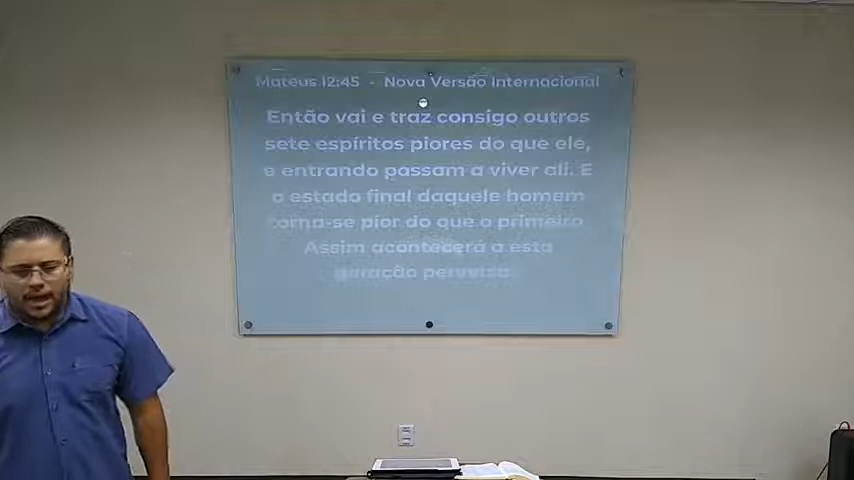 Mateus 12:45 - Nova Versão Internacional
Então vai e traz consigo outros
sete espíritos piores do que ele,
e entrando passam a viver ali. E
o estado final daquele homem
torna-se pior do que o primeiro
Assim acontecerá a esta
geração perversa